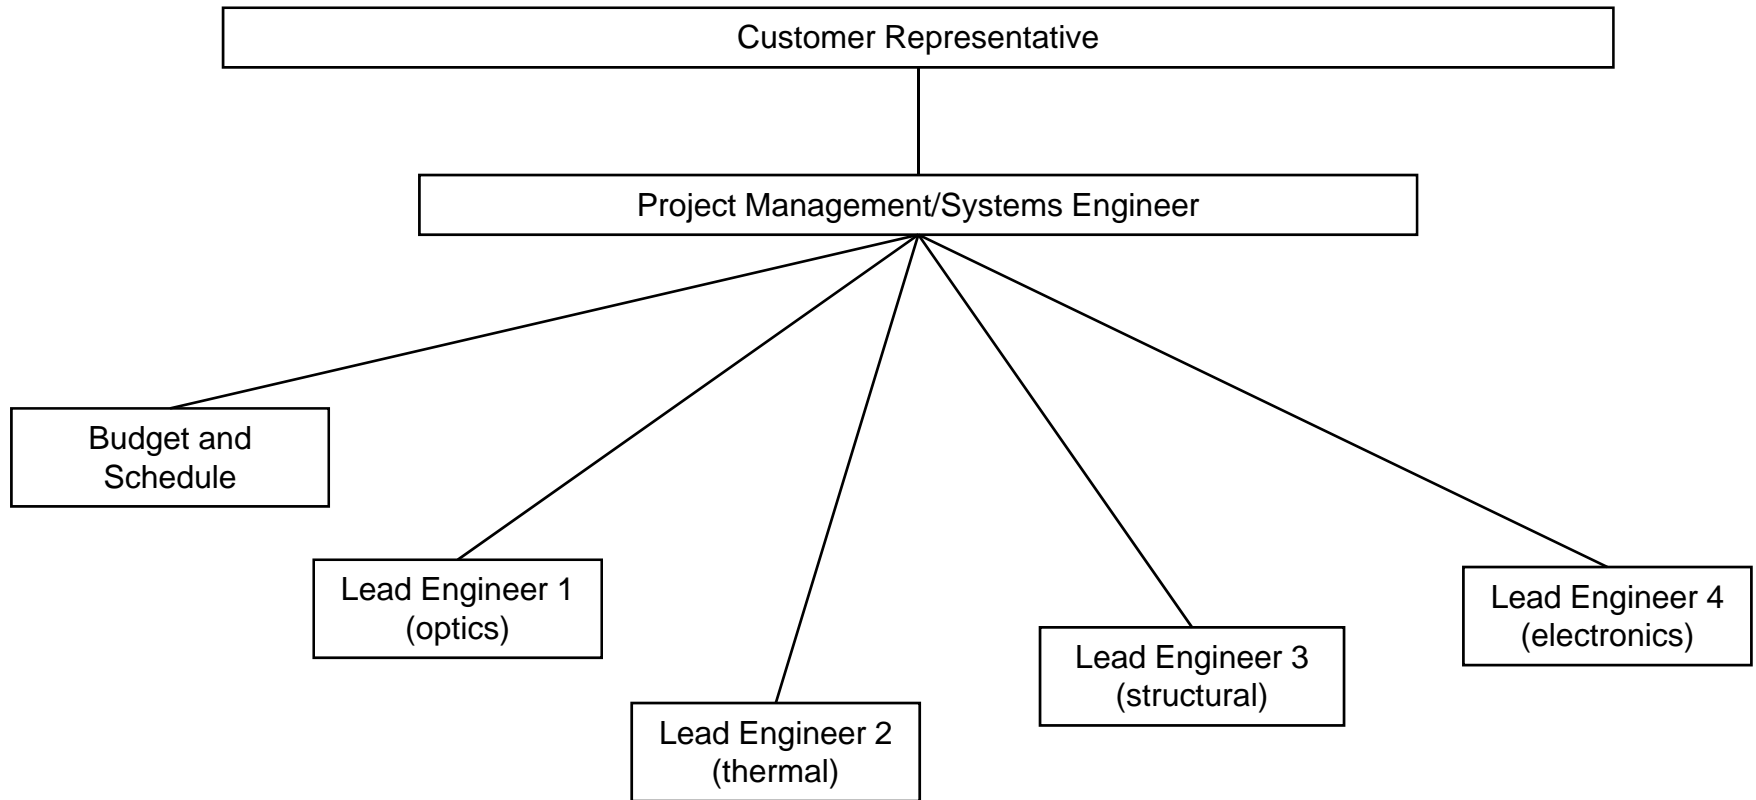 Customer Representative
Project Management/Systems Engineer
Budget and
Schedule
Lead Engineer 1
(optics)
Lead Engineer 2
(thermal)
Lead Engineer 3
(structural)
Lead Engineer 4
(electronics)